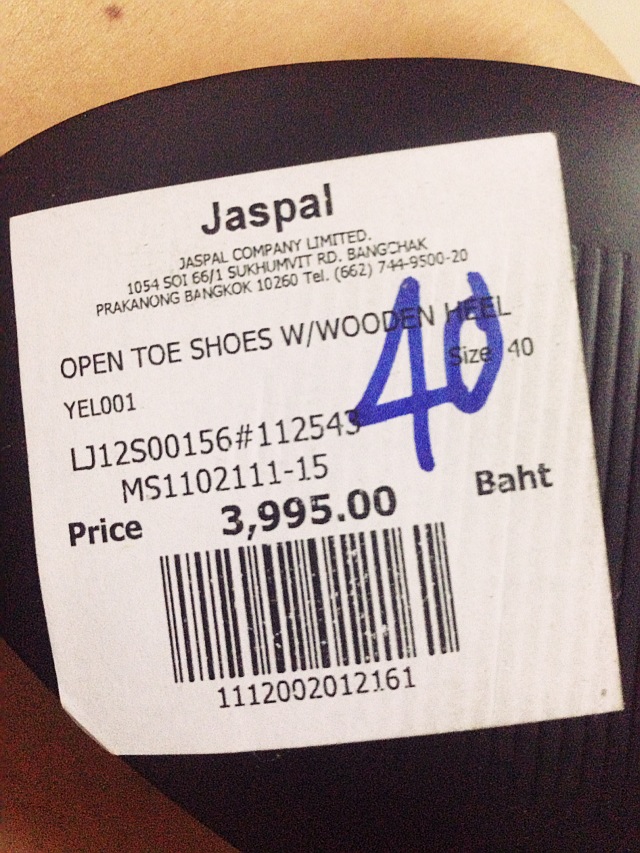 Jaspal
JASPAL COMPANY LIMITED.
1054 SOI 66/1 SUKHUMVIT RD. BANGCHAK
PRAKANONG BANGKOK 10260 Tel. (662) 744-9500-20
OPEN TOE SHOES W/WOODEN HEEL
Size 40
40
YEL001
LJ12S00156#112543
MS1102111-15
Price 3,995.00 Baht
1112002012161